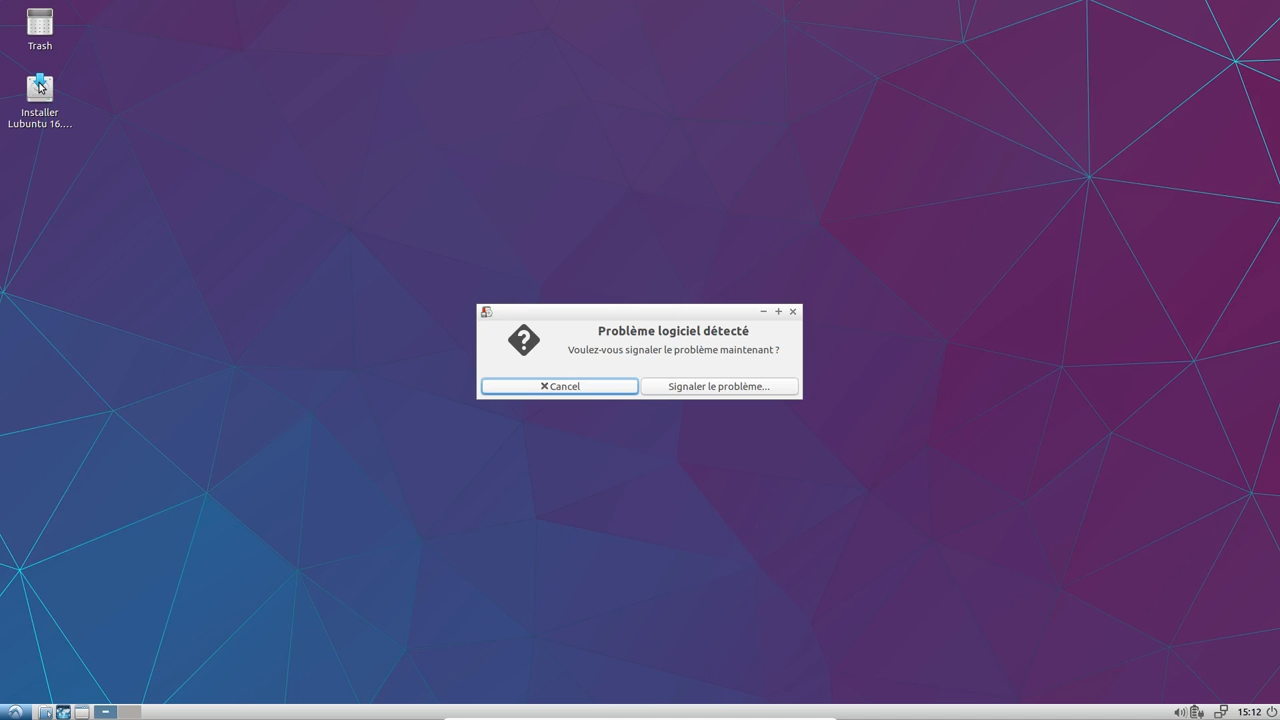 Trash
Installer
Lubuntu 16....
Problème logiciel détecté
Voulez-vous signaler le problème maintenant ?
Cancel
Signaler le problème...
15:12